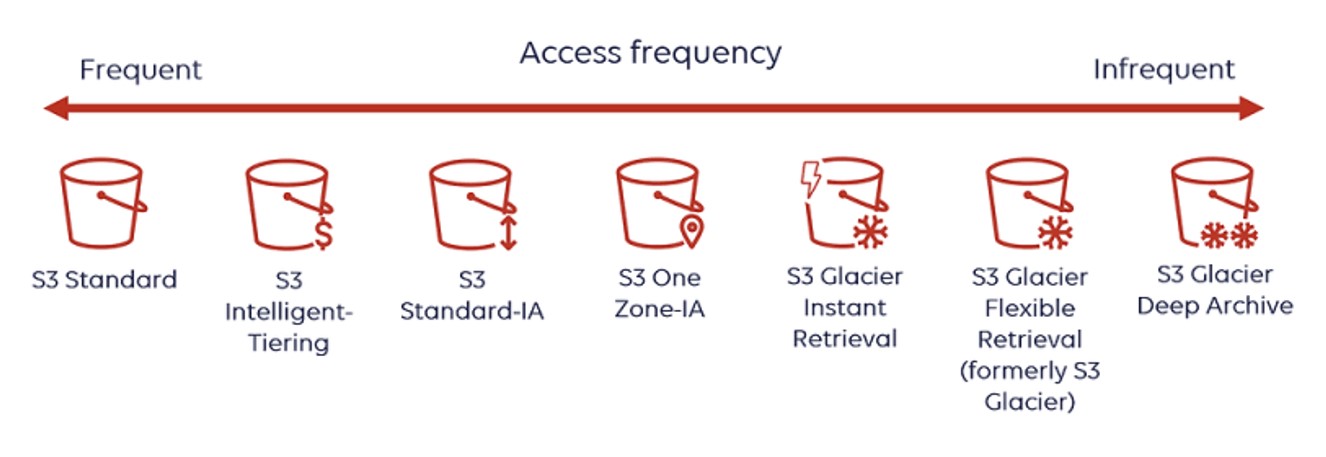 Access frequency
Frequent
Infrequent
S3 Standard
S3
Intelligent-
Tiering
S3
Standard-IA
S3 One
Zone-IA
S3 Glacier
Instant
Retrieval
S3 Glacier
Flexible
Retrieval
(formerly S3
Glacier)
S3 Glacier
Deep Archive